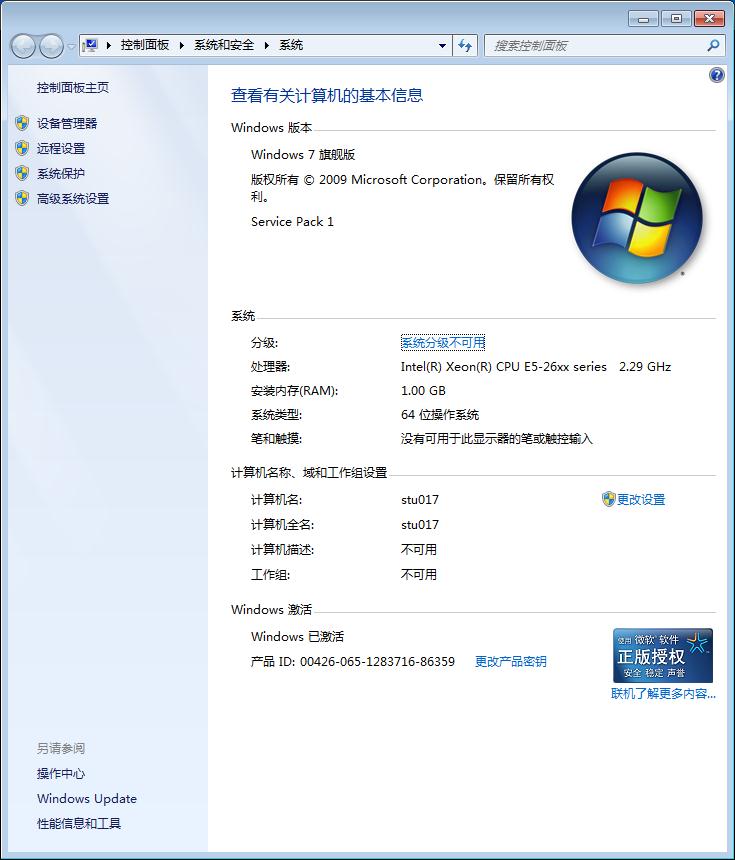 控制面板 ▶ 系统和安全 ▶ 系统
搜索控制面板
控制面板主页
设备管理器
远程设置
系统保护
高级系统设置
查看有关计算机的基本信息
Windows 版本
Windows 7 旗舰版
版权所有 © 2009 Microsoft Corporation。保留所有权
利。
Service Pack 1
系统
分级: 系统分级不可用
处理器: Intel(R) Xeon(R) CPU E5-26xx series 2.29 GHz
安装内存(RAM): 1.00 GB
系统类型: 64 位操作系统
笔和触摸: 没有可用于此显示器的笔或触控输入
计算机名称、域和工作组设置
计算机名: stu017 更改设置
计算机全名: stu017
计算机描述: 不可用
工作组: 不可用
Windows 激活
Windows 已激活
产品 ID: 00426-065-1283716-86359 更改产品密钥
使用 微软 软件
正版授权
安全 稳定 声誉
联机了解更多内容...
另请参阅
操作中心
Windows Update
性能信息和工具